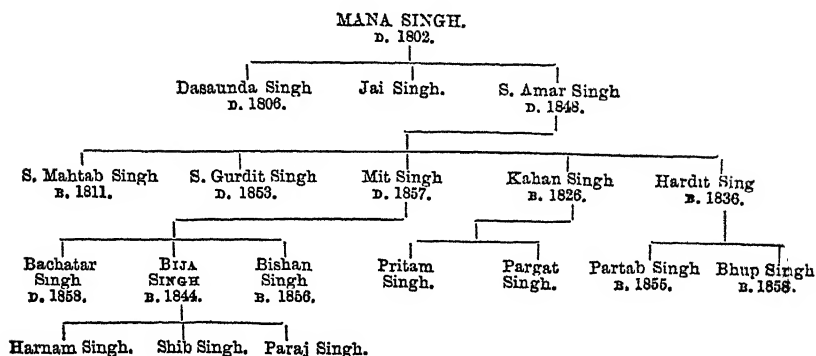 MANA SINGH.
D. 1802.
Dasaunda Singh Jai Singh. S. Amar Singh
D. 1806. D. 1848.
S. Mahtab Singh S. Gurdit Singh Mit Singh Kahan Singh Hardit Sing
B. 1811. D. 1853. D. 1857. B. 1826. B. 1836.
Bachatar BIJA Bishan Pritam Pargat Partab Singh Bhup Singh
Singh SINGH Singh Singh. Singh. B. 1855. B. 1858.
D. 1858. B. 1844. B. 1856.
Harnam Singh. Shib Singh. Paraj Singh.